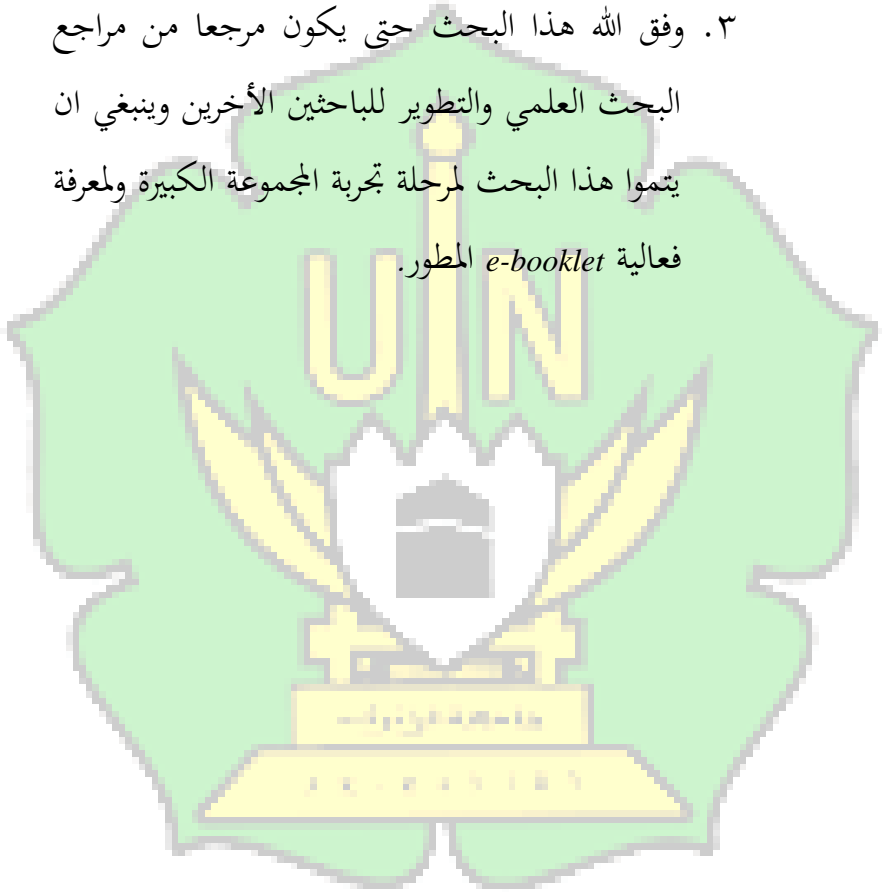 ٣. وفق الله هذا البحث حتى يكون مرجعا من مراجع
البحث العلمي والتطوير للباحثين الأخرين وينبغي ان
يتموا هذا البحث لمرحلة تجربة المجموعة الكبيرة ولمعرفة
فعالية e-booklet المطور.
UIN